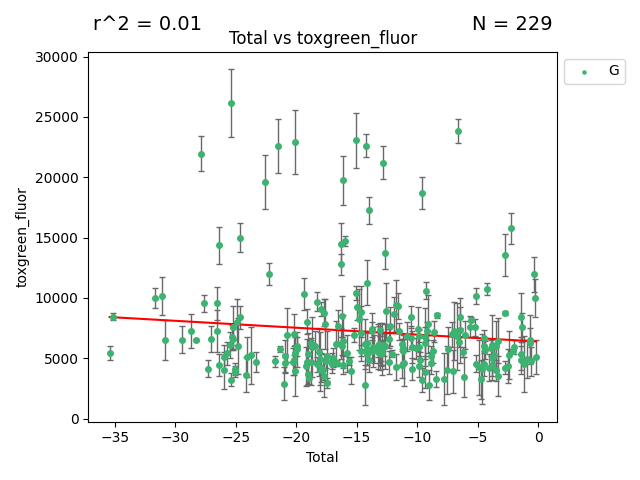 r^2 = 0.01 N = 229
Total vs toxgreen_fluor
30000
25000
20000
15000
10000
5000
0
toxgreen_fluor
−35 −30 −25 −20 −15 −10 −5 0
Total
G